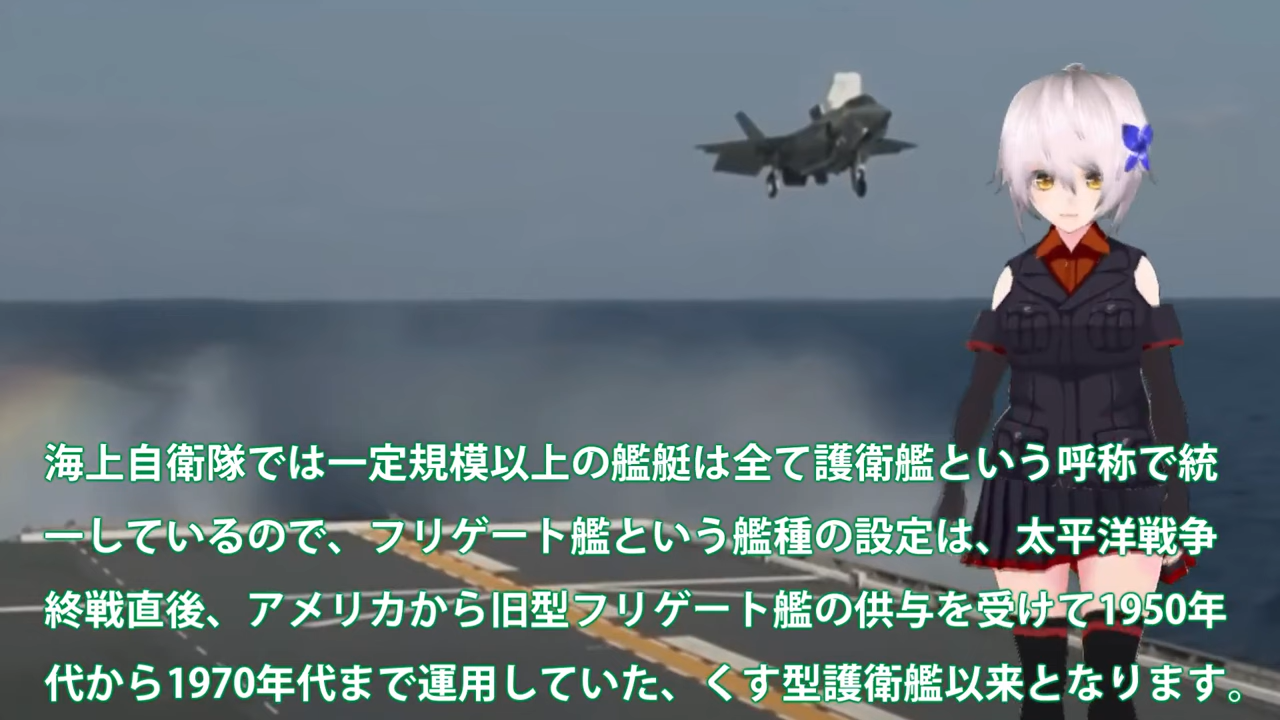 海上自衛隊では一定規模以上の艦艇は全て護衛艦という呼称で統
一しているので、フリゲート艦という艦種の設定は、太平洋戦争
終戦直後、アメリカから旧型フリゲート艦の供与を受けて1950年
代から1970年代まで運用していた、くす型護衛艦以来となります。